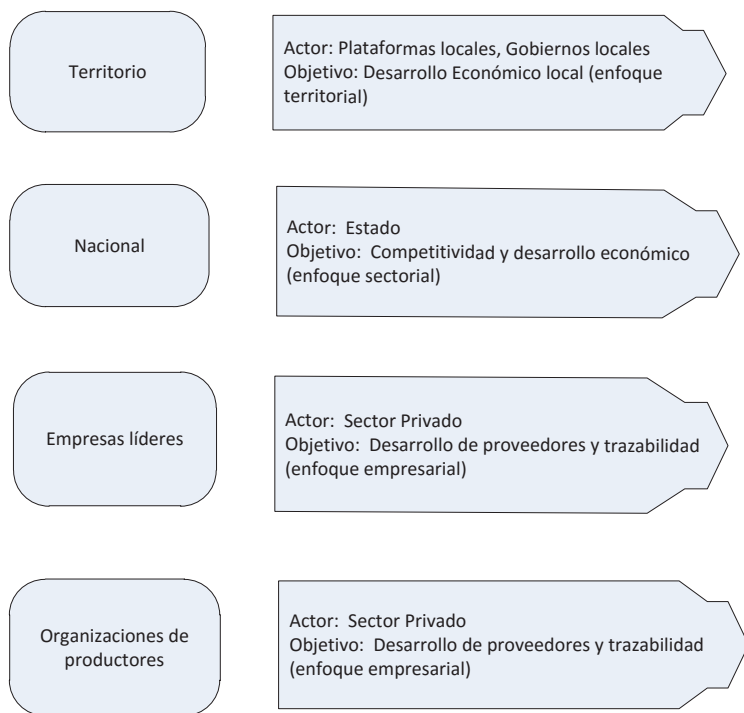 Territorio
Actor: Plataformas locales, Gobiernos locales
Objetivo: Desarrollo Económico local (enfoque
territorial)
Nacional
Actor: Estado
Objetivo: Competitividad y desarrollo económico
(enfoque sectorial)
Empresas líderes
Actor: Sector Privado
Objetivo: Desarrollo de proveedores y trazabilidad
(enfoque empresarial)
Organizaciones de
productores
Actor: Sector Privado
Objetivo: Desarrollo de proveedores y trazabilidad
(enfoque empresarial)